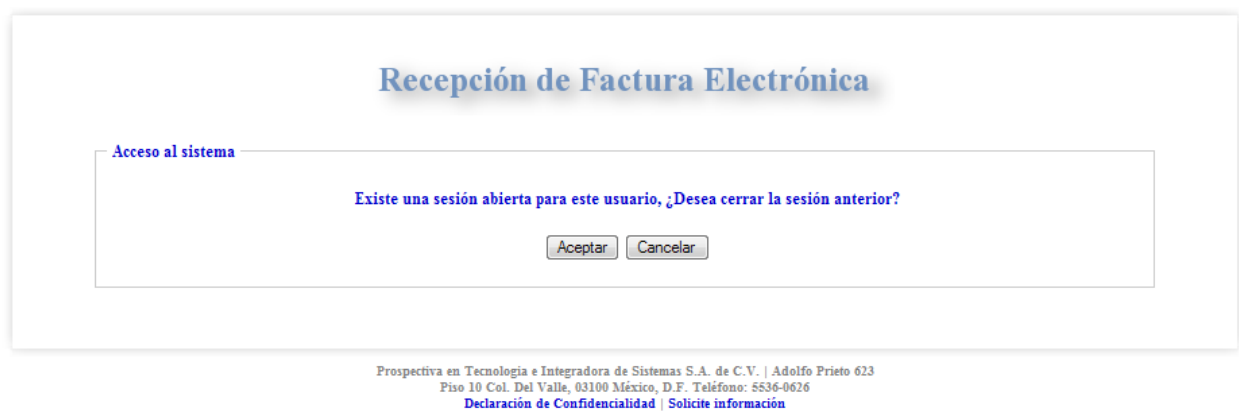 Recepción de Factura Electrónica
Acceso al sistema
Existe una sesión abierta para este usuario, ¿Desea cerrar la sesión anterior?
Aceptar Cancelar
Prospectiva en Tecnologia e Integradora de Sistemas S.A. de C.V. | Adolfo Prieto 623
Piso 10 Col. Del Valle, 03100 México, D.F. Teléfono: 5536-0626
Declaración de Confidencialidad | Solicite información